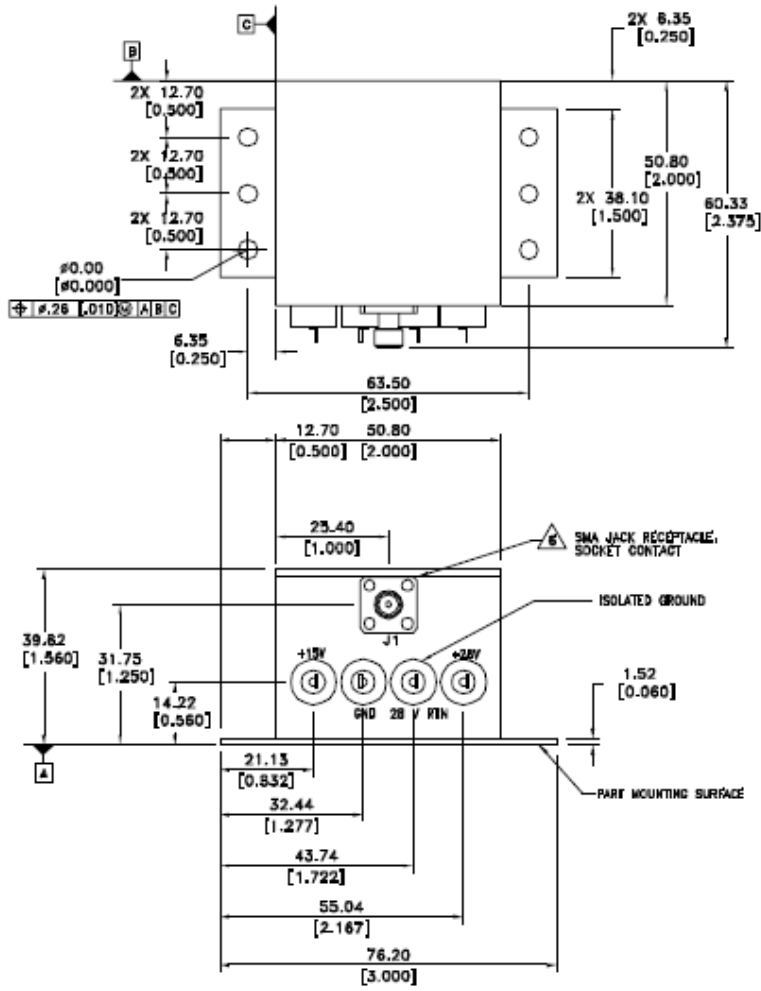 C
2X 6.35
[0.250]
B
2X 12.70
[0.500]
2X 12.70
[0.500]
2X 12.70
[0.500]
50.80
[2.000]
2X 38.10
[1.500]
60.33
[2.375]
ø0.00
[ø0.000]
⌖ ø.26 [.010]Ⓜ A B C
6.35
[0.250]
63.50
[2.500]
12.70 50.80
[0.500] [2.000]
25.40
[1.000]
6 SMA JACK RECEPTACLE,
SOCKET CONTACT
ISOLATED GROUND
J1
39.62
[1.560]
31.75
[1.250]
14.22
[0.560]
+15V
+28V
GND 28 V RTN
1.52
[0.060]
A
21.13
[0.832]
PART MOUNTING SURFACE
32.44
[1.277]
43.74
[1.722]
55.04
[2.167]
76.20
[3.000]